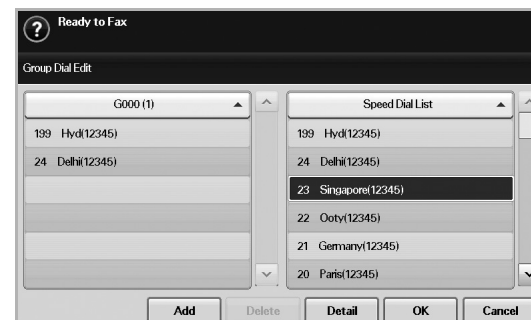 ? Ready to Fax
Group Dial Edit
G000 (1)
199 Hyd(12345)
24 Delhi(12345)
Speed Dial List
199 Hyd(12345)
24 Delhi(12345)
23 Singapore(12345)
22 Ooty(12345)
21 Germany(12345)
20 Paris(12345)
Add Delete Detail OK Cancel